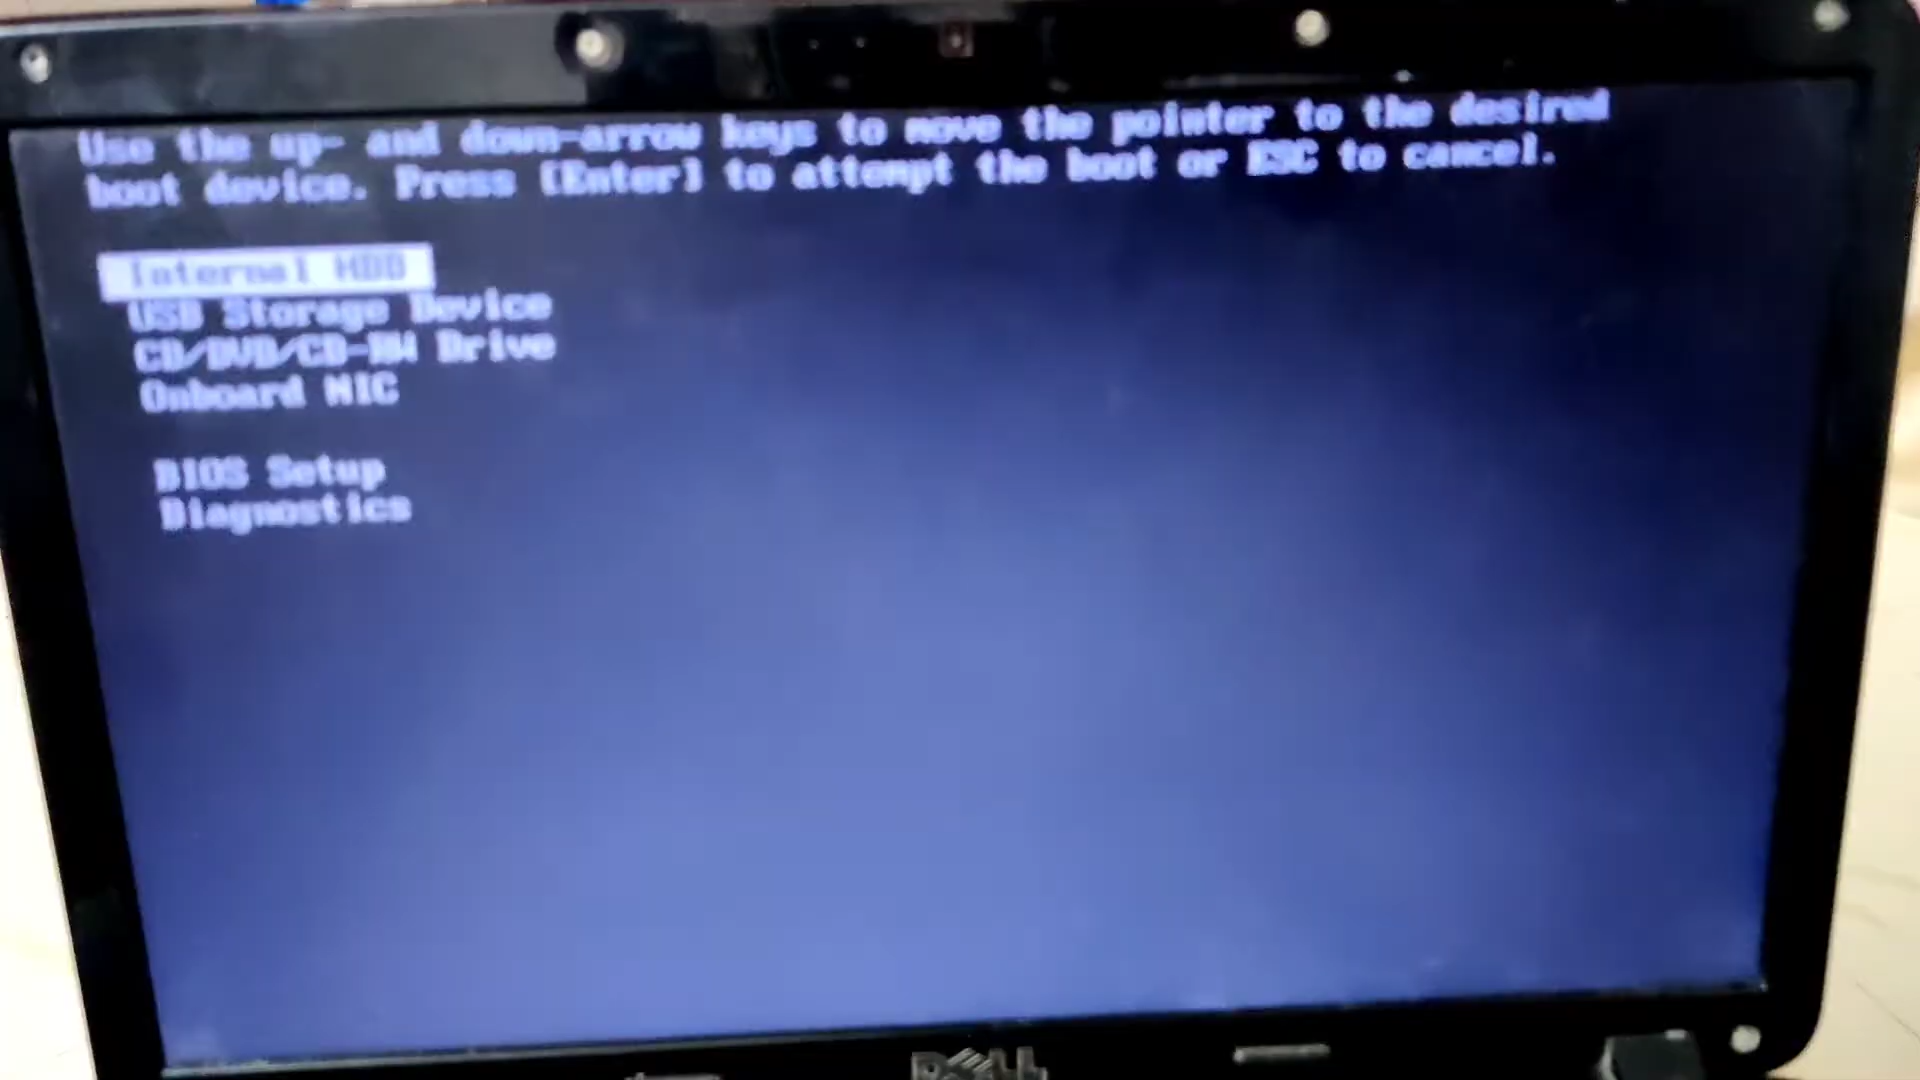 Use the up- and down-arrow keys to move the pointer to the desired
boot device. Press [Enter] to attempt the boot or ESC to cancel.
Internal HDD
USB Storage Device
CD/DVD/CD-RW Drive
Onboard NIC
BIOS Setup
Diagnostics
DELL